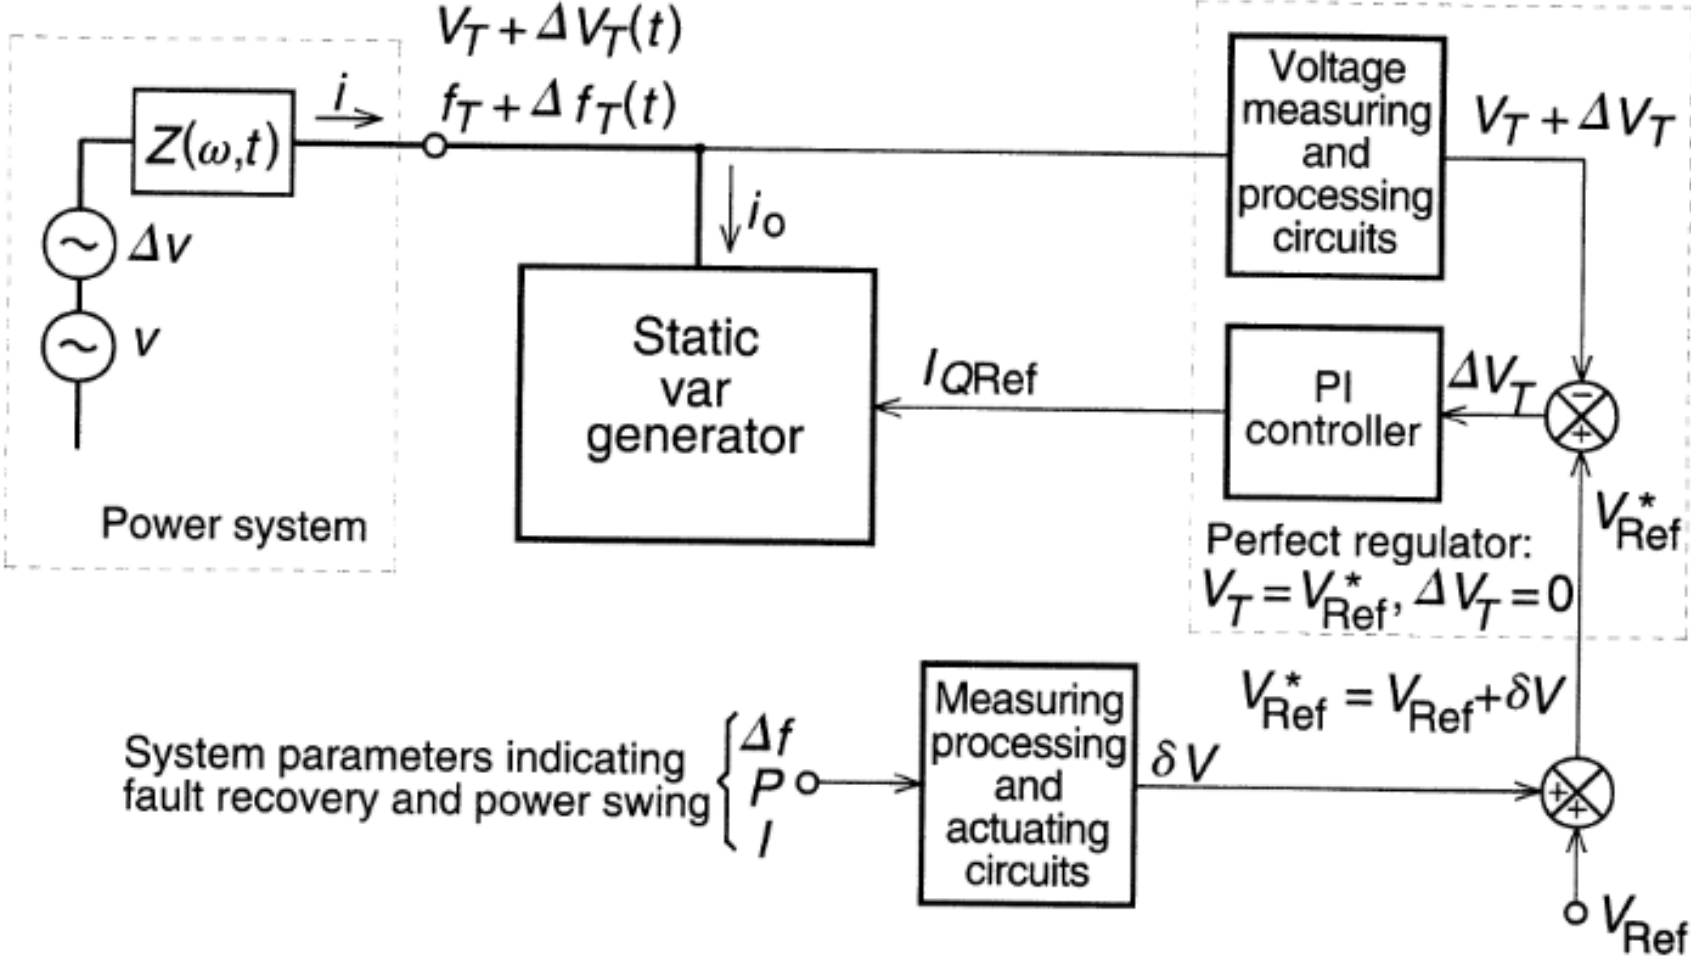 V_T + ΔV_T(t)
f_T + Δf_T(t)
i
Z(ω,t)
Δv
v
Power system
i_o
Static
var
generator
Voltage
measuring
and
processing
circuits
V_T + ΔV_T
I_QRef
PI
controller
ΔV_T
−
+
V*_Ref
Perfect regulator:
V_T = V*_Ref, ΔV_T = 0
V*_Ref = V_Ref + δV
System parameters indicating
fault recovery and power swing
Δf
P
I
Measuring
processing
and
actuating
circuits
δV
+
+
V_Ref